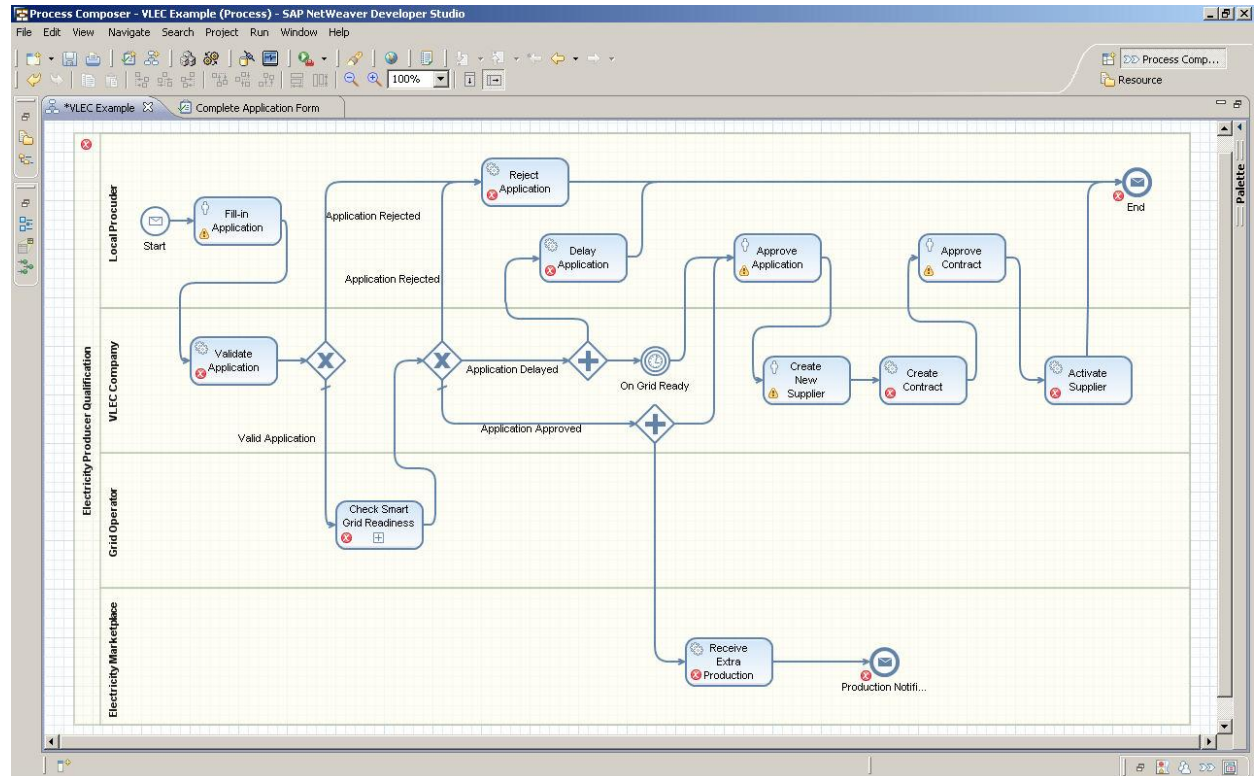 Process Composer - VLEC Example (Process) - SAP NetWeaver Developer Studio
File Edit View Navigate Search Project Run Window Help
100%
Process Comp...
Resource
*VLEC Example
Complete Application Form
Palette
Electricity Producer Qualification
Local Procuder
Start
Fill-in
Application
Application Rejected
Reject
Application
End
Delay
Application
Approve
Application
Approve
Contract
Application Rejected
VLEC Company
Validate
Application
Application Delayed
On Grid Ready
Create
New
Supplier
Create
Contract
Activate
Supplier
Valid Application
Application Approved
Grid Operator
Check Smart
Grid Readiness
Electricity Marketplace
Receive
Extra
Production
Production Notifi...